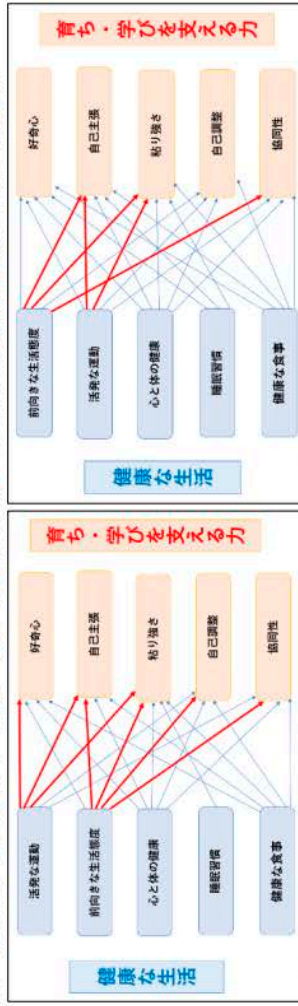 健康な生活
活発な運動
前向きな生活態度
心と体の健康
睡眠習慣
健康な食事
好奇心
自己主張
粘り強さ
自己調整
協同性
育ち・学びを支える力
健康な生活
前向きな生活態度
活発な運動
心と体の健康
睡眠習慣
健康な食事
好奇心
自己主張
粘り強さ
自己調整
協同性
育ち・学びを支える力